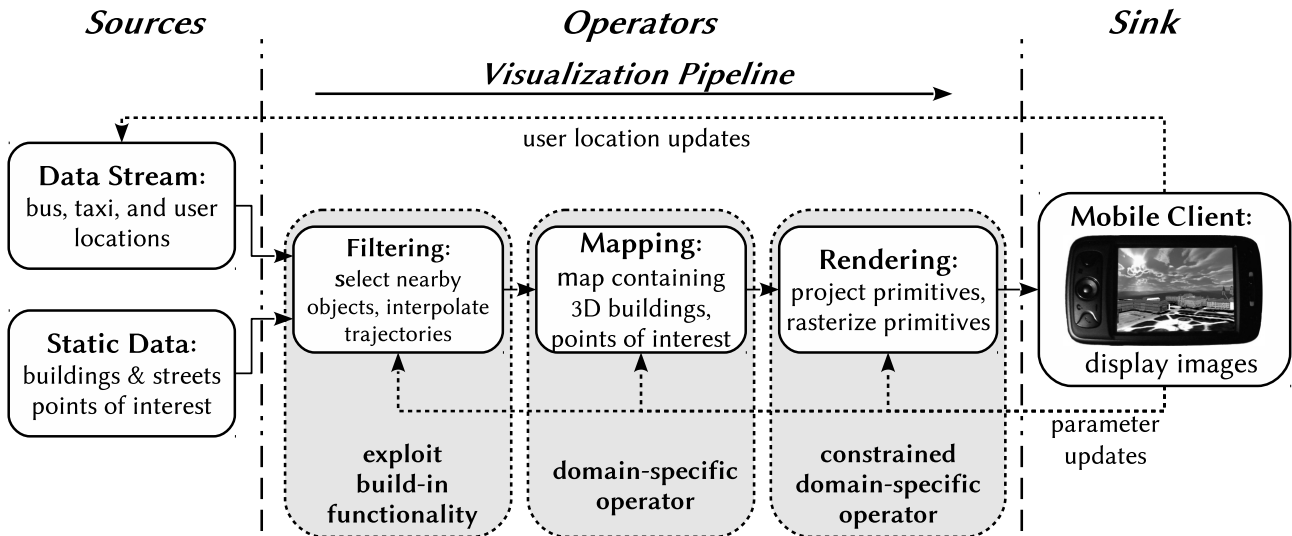 Sources
Operators
Sink
Visualization Pipeline
user location updates
Data Stream:
bus, taxi, and user
locations
Static Data:
buildings & streets
points of interest
Filtering:
select nearby
objects, interpolate
trajectories
Mapping:
map containing
3D buildings,
points of interest
Rendering:
project primitives,
rasterize primitives
Mobile Client:
display images
parameter
updates
exploit
build-in
functionality
domain-specific
operator
constrained
domain-specific
operator